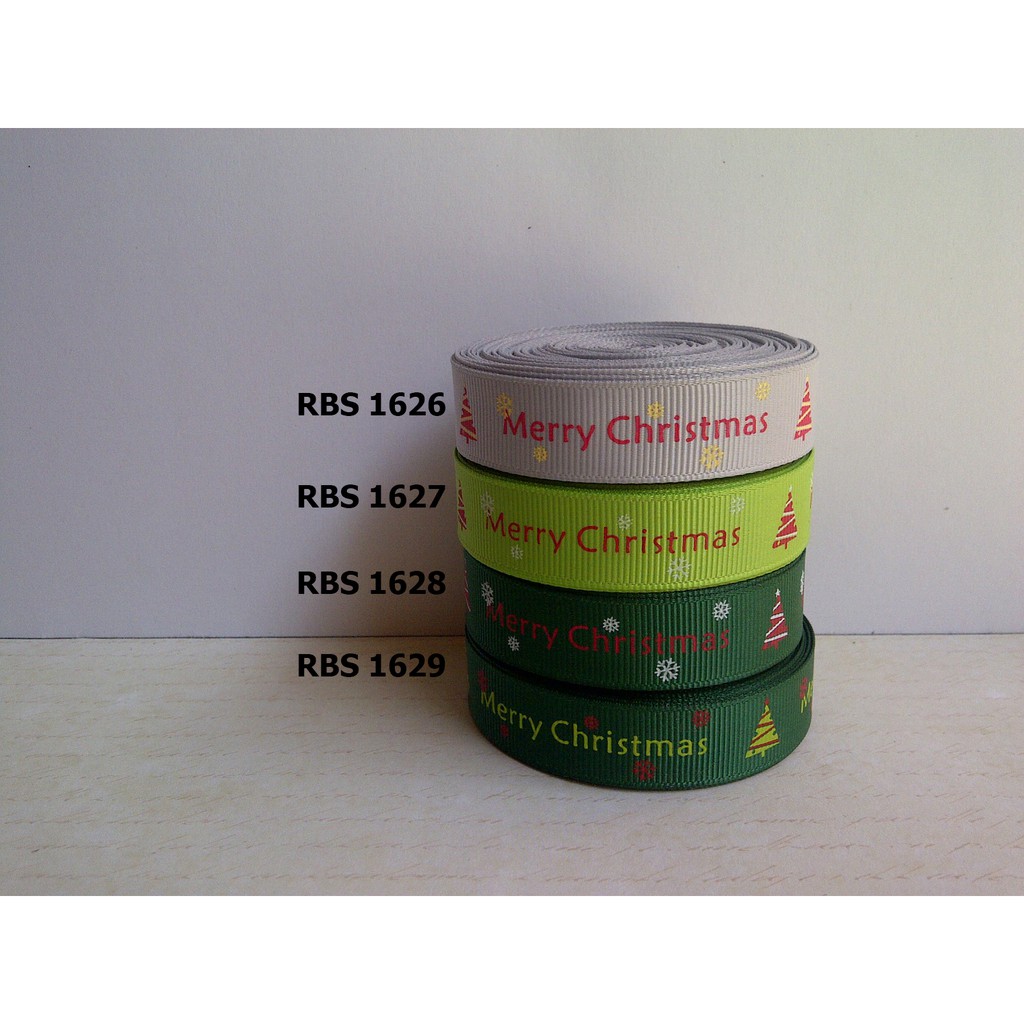 RBS 1626
Merry Christmas
RBS 1627
Merry Christmas
RBS 1628
Merry Christmas
RBS 1629
Merry Christmas